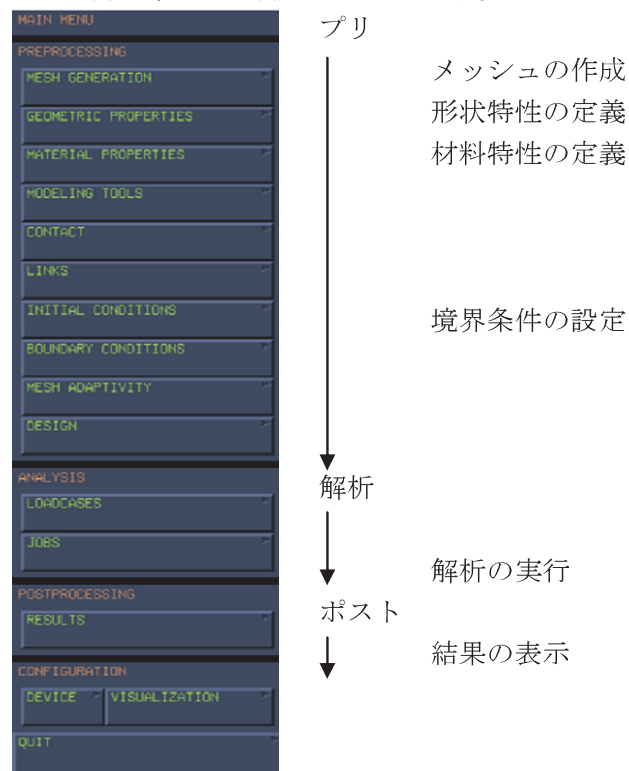 MAIN MENU
PREPROCESSING
MESH GENERATION
GEOMETRIC PROPERTIES
MATERIAL PROPERTIES
MODELING TOOLS
CONTACT
LINKS
INITIAL CONDITIONS
BOUNDARY CONDITIONS
MESH ADAPTIVITY
DESIGN
ANALYSIS
LOADCASES
JOBS
POSTPROCESSING
RESULTS
CONFIGURATION
DEVICE VISUALIZATION
QUIT
プリ
メッシュの作成
形状特性の定義
材料特性の定義
境界条件の設定
解析
解析の実行
ポスト
結果の表示